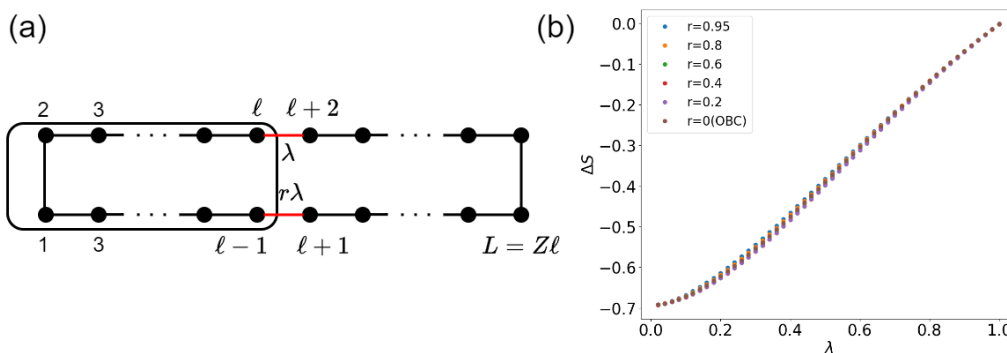 (a)
2 3 ··· ℓ ℓ + 2 ···
λ
rλ
1 3 ··· ℓ − 1 ℓ + 1 ··· L = Zℓ
(b)
r=0.95
r=0.8
r=0.6
r=0.4
r=0.2
r=0(OBC)
0.0
−0.1
−0.2
−0.3
−0.4
−0.5
−0.6
−0.7
ΔS
0.0 0.2 0.4 0.6 0.8 1.0
λ